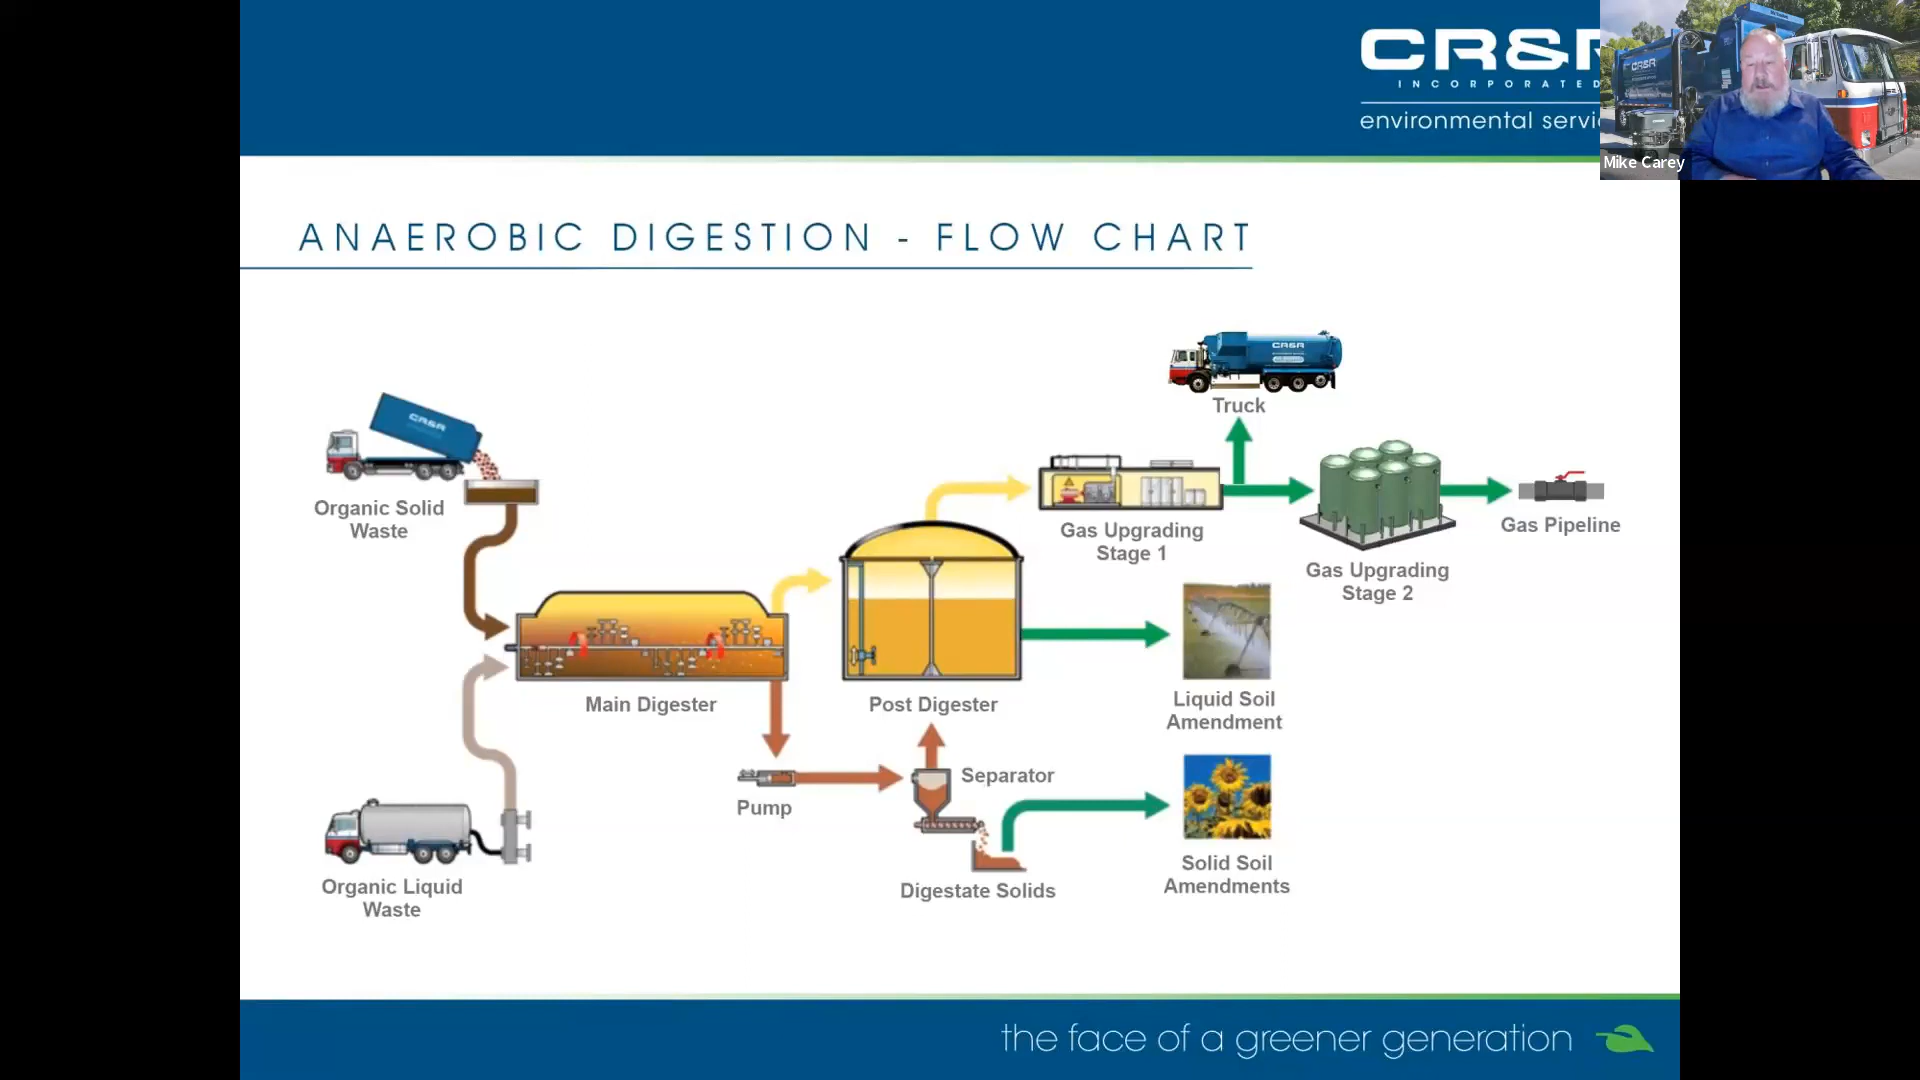 CR&R
INCORPORATED
environmental servi
Mike Carey
ANAEROBIC DIGESTION - FLOW CHART
CR&R
Truck
CR&R
Organic Solid
Waste
Gas Upgrading
Stage 1
Gas Upgrading
Stage 2
Gas Pipeline
Main Digester
Post Digester
Liquid Soil
Amendment
Pump
Separator
Organic Liquid
Waste
Digestate Solids
Solid Soil
Amendments
the face of a greener generation